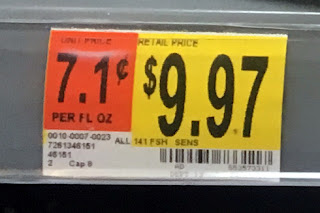 UNIT PRICE
RETAIL PRICE
7.1¢
$9.97
PER FL OZ
0010-0007-0023
ALL 141 FSH SENS
7261346151
46151
2 Cap 9